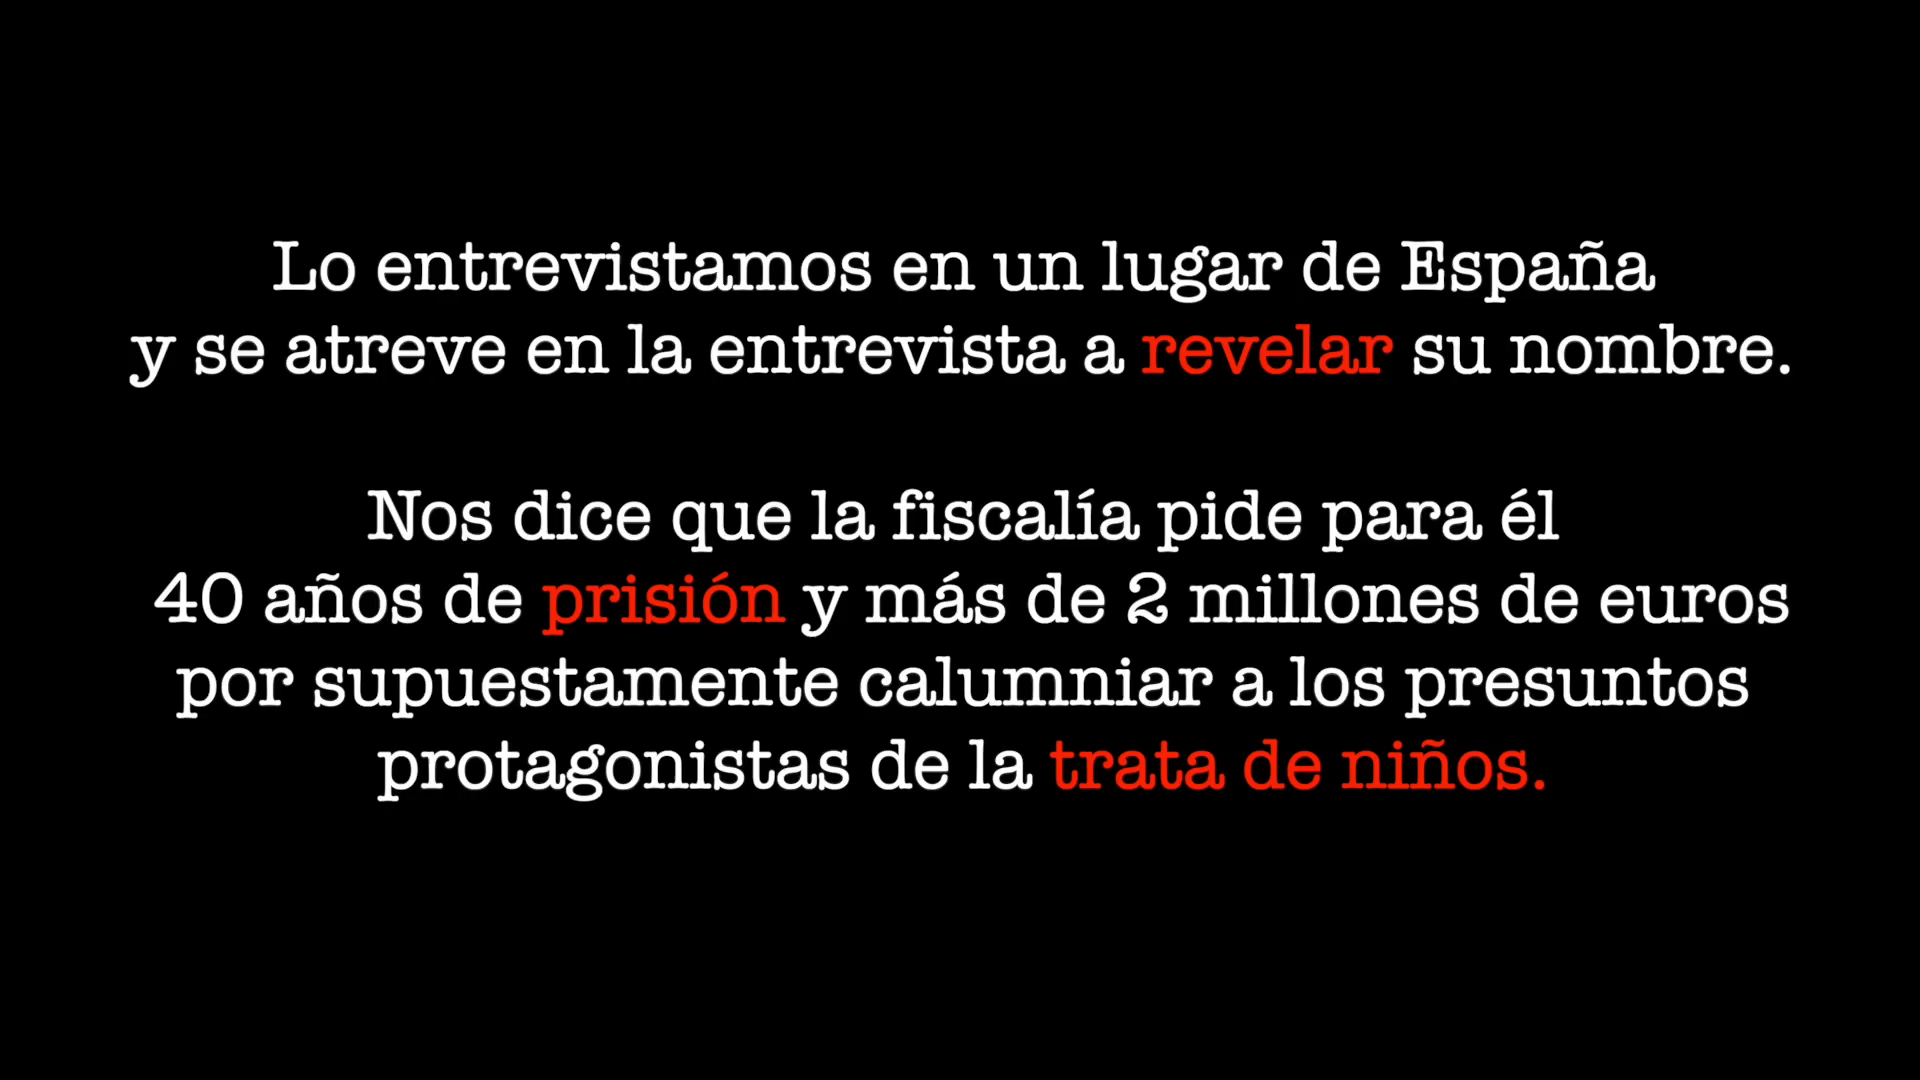 Lo entrevistamos en un lugar de España
y se atreve en la entrevista a revelar su nombre.
Nos dice que la fiscalía pide para él
40 años de prisión y más de 2 millones de euros
por supuestamente calumniar a los presuntos
protagonistas de la trata de niños.